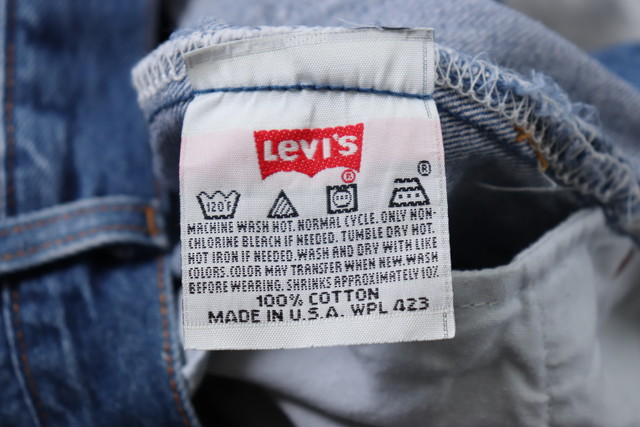 LEVI'S ®
®
120F
MACHINE WASH HOT. NORMAL CYCLE. ONLY NON-
CHLORINE BLEACH IF NEEDED. TUMBLE DRY HOT.
HOT IRON IF NEEDED. WASH AND DRY WITH LIKE
COLORS. COLOR MAY TRANSFER WHEN NEW. WASH
BEFORE WEARING. SHRINKS APPROXIMATELY 10%.
100% COTTON
MADE IN U.S.A. WPL 423